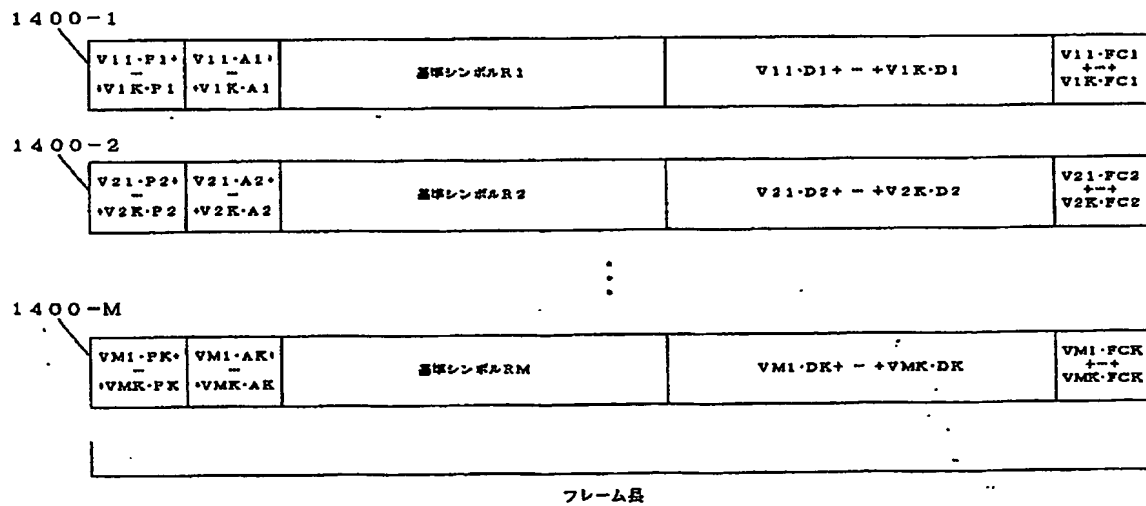 1400-1
V11·P1+
…
+V1K·P1
V11·A1+
…
+V1K·A1
基準シンボルR1
V11·D1+ … +V1K·D1
V11·FC1
+…+
V1K·FC1
1400-2
V21·P2+
…
+V2K·P2
V21·A2+
…
+V2K·A2
基準シンボルR2
V21·D2+ … +V2K·D2
V21·FC2
+…+
V2K·FC2
1400-M
VM1·PK+
…
+VMK·PK
VM1·AK+
…
+VMK·AK
基準シンボルRM
VM1·DK+ … +VMK·DK
VM1·FCK
+…+
VMK·FCK
フレーム長